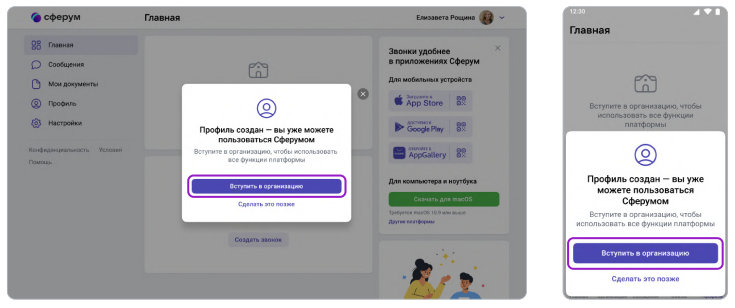 сферум
Главная
Елизавета Рощина
Главная
Сообщения
Мои документы
Профиль
Настройки
Конфиденциальность Условия
Помощь
Профиль создан — вы уже можете
пользоваться Сферумом
Вступите в организацию, чтобы использовать
все функции платформы
Вступить в организацию
Сделать это позже
Создать звонок
Звонки удобнее
в приложениях Сферум
Для мобильных устройств
Загрузите в
App Store
ДОСТУПНО В
Google Play
ОТКРОЙТЕ В
AppGallery
Для компьютера и ноутбука
Скачать для macOS
Требуется macOS 10.9 или выше
Другие платформы
12:30
Главная
Вступите в организацию, чтобы
использовать все функции
платформы
Профиль создан — вы уже
можете пользоваться
Сферумом
Вступите в организацию, чтобы
использовать все функции платформы
Вступить в организацию
Сделать это позже